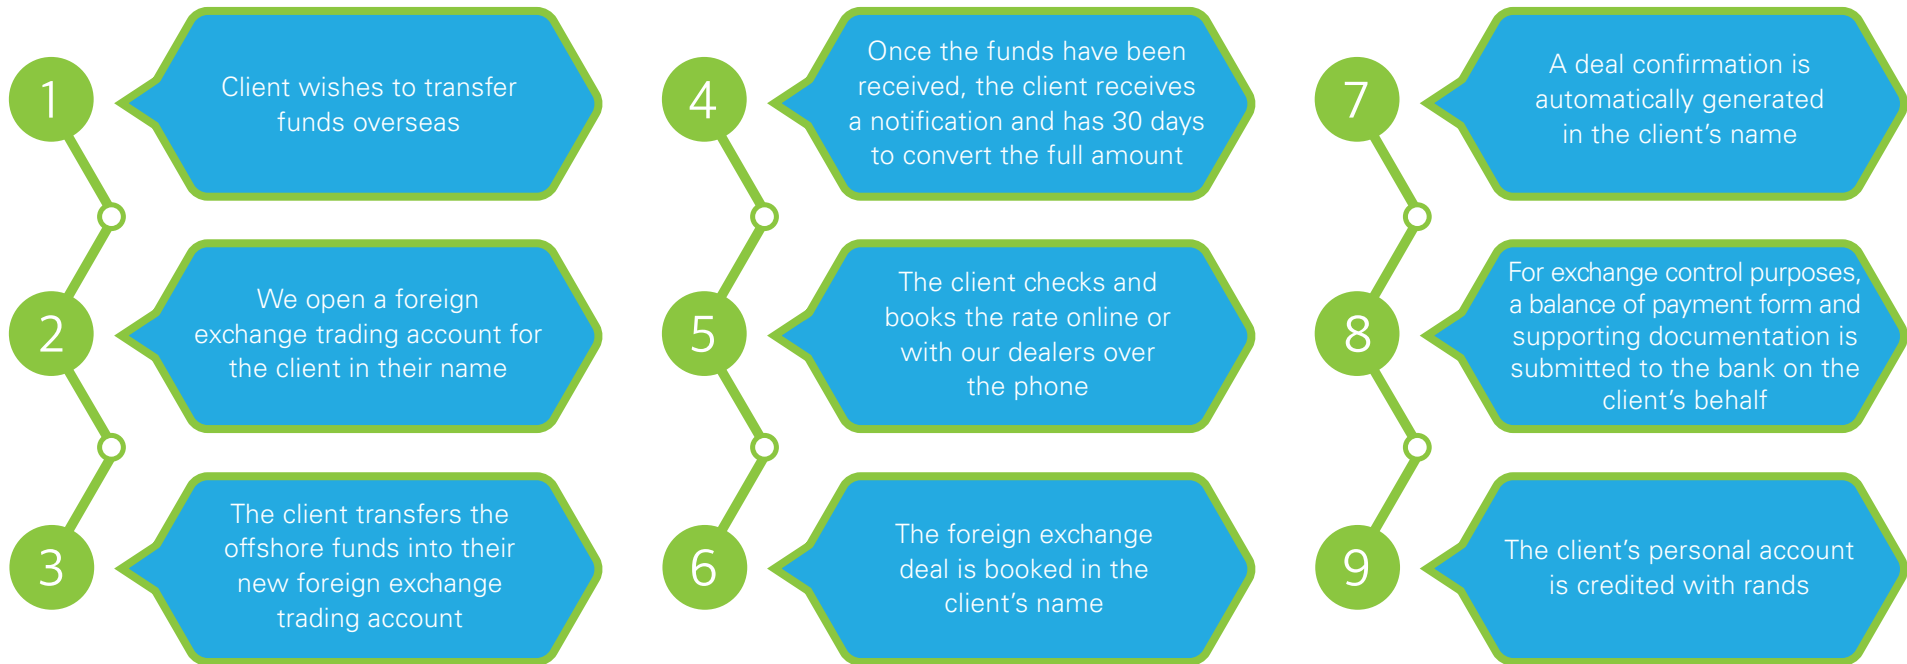 1
Client wishes to transfer
funds overseas
2
We open a foreign
exchange trading account for
the client in their name
3
The client transfers the
offshore funds into their
new foreign exchange
trading account
4
Once the funds have been
received, the client receives
a notification and has 30 days
to convert the full amount
5
The client checks and
books the rate online or
with our dealers over
the phone
6
The foreign exchange
deal is booked in the
client's name
7
A deal confirmation is
automatically generated
in the client's name
8
For exchange control purposes,
a balance of payment form and
supporting documentation is
submitted to the bank on the
client's behalf
9
The client's personal account
is credited with rands